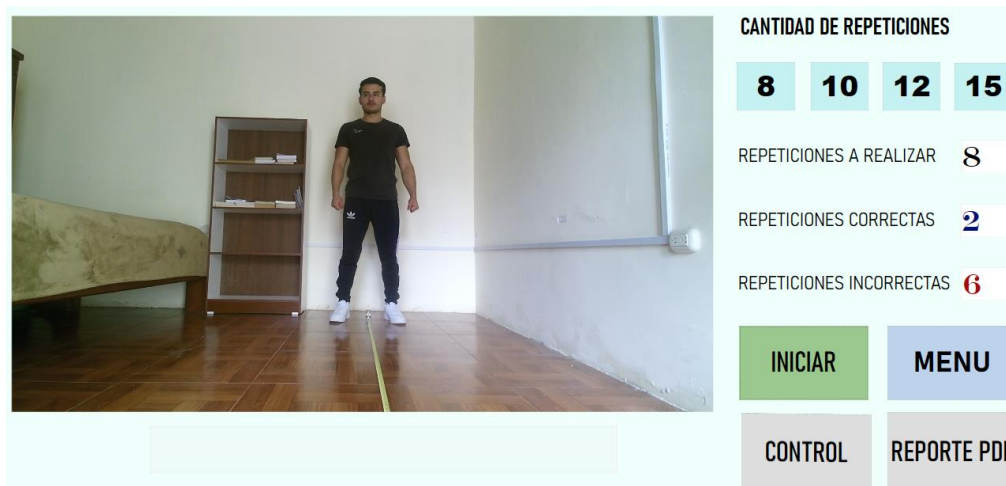 CANTIDAD DE REPETICIONES
8 10 12 15
REPETICIONES A REALIZAR 8
REPETICIONES CORRECTAS 2
REPETICIONES INCORRECTAS 6
INICIAR MENU
CONTROL REPORTE PDF